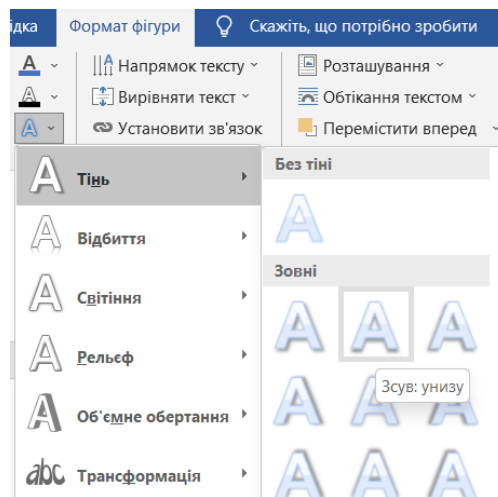 ідка Формат фігури Скажіть, що потрібно зробити
A Напрямок тексту Розташування
A Вирівняти текст Обтікання текстом
A Установити зв'язок Перемістити вперед
A Тінь
Без тіні
A
A Відбиття
Зовні
A Світіння
A A A
A Рельєф
Зсув: унизу
A Об'ємне обертання
A A A
abc Трансформація
A A A